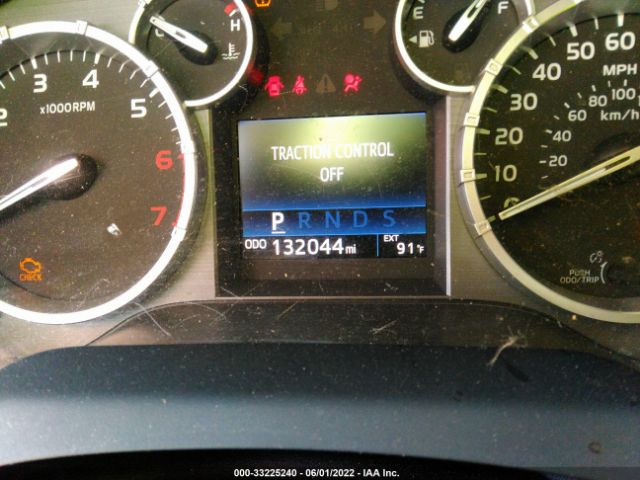 C H
E F
2 3 4 5 6 7
x1000RPM
CHECK
TRACTION CONTROL
OFF
P R N D S
ODO 132044 mi
EXT 91°F
0 10 20 30 40 50 60
MPH
20 40 60 80 100
km/h
PUSH
ODO/TRIP
000-33225240 - 06/01/2022 - IAA Inc.